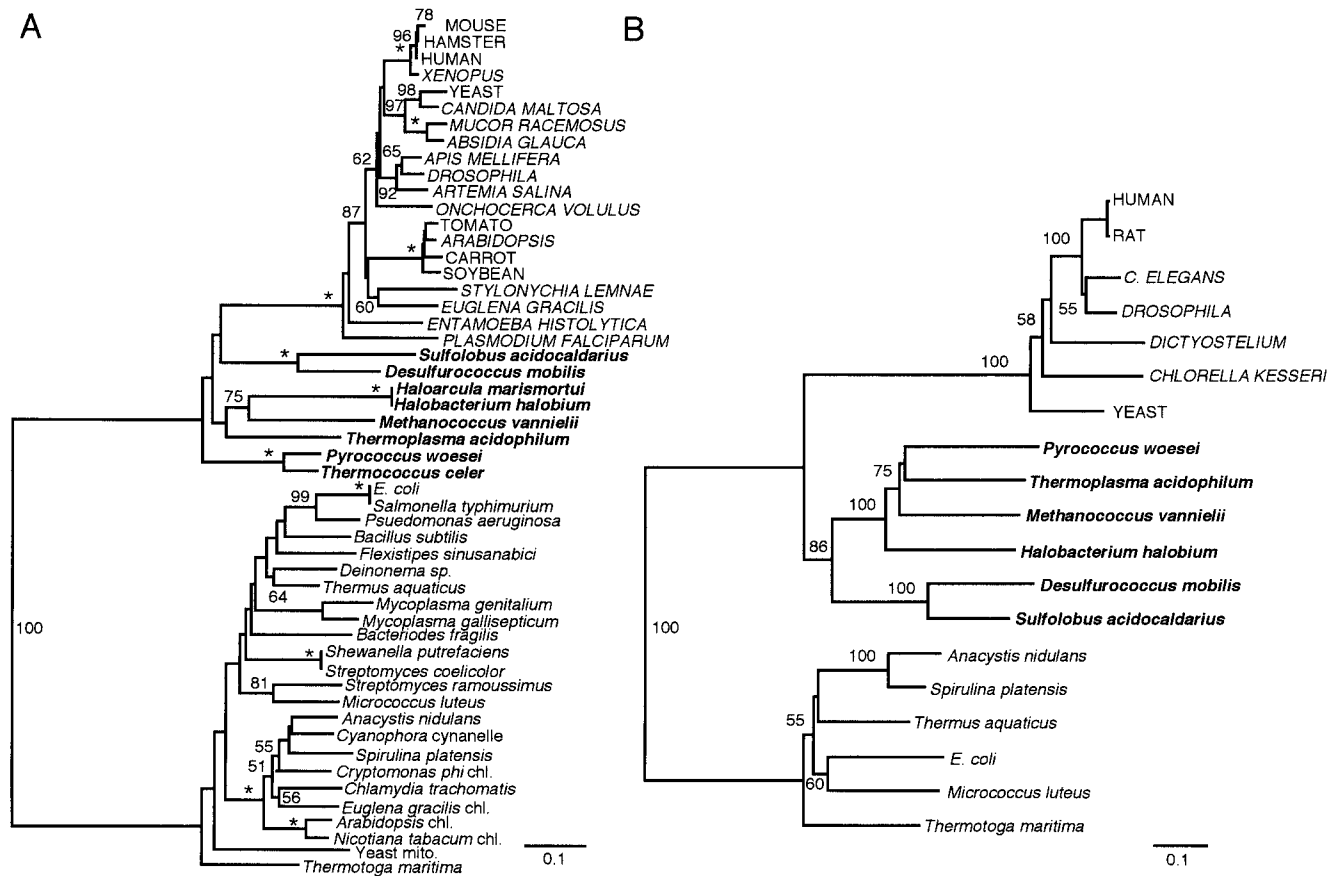 A
78
MOUSE
96
HAMSTER
*
HUMAN
XENOPUS
98
YEAST
97
CANDIDA MALTOSA
*
MUCOR RACEMOSUS
ABSIDIA GLAUCA
62
65
APIS MELLIFERA
DROSOPHILA
92
ARTEMIA SALINA
87
ONCHOCERCA VOLULUS
TOMATO
*
ARABIDOPSIS
CARROT
SOYBEAN
*
STYLONYCHIA LEMNAE
60
EUGLENA GRACILIS
ENTAMOEBA HISTOLYTICA
PLASMODIUM FALCIPARUM
*
Sulfolobus acidocaldarius
Desulfurococcus mobilis
*
Haloarcula marismortui
75
Halobacterium halobium
Methanococcus vannielii
Thermoplasma acidophilum
*
Pyrococcus woesei
Thermococcus celer
*
E. coli
99
Salmonella typhimurium
Psuedomonas aeruginosa
Bacillus subtilis
Flexistipes sinusanabici
Deinonema sp.
Thermus aquaticus
64
Mycoplasma genitalium
Mycoplasma gallisepticum
100
Bacteriodes fragilis
*
Shewanella putrefaciens
Streptomyces coelicolor
81
Streptomyces ramoussimus
Micrococcus luteus
Anacystis nidulans
Cyanophora cynanelle
55
Spirulina platensis
51
Cryptomonas phi chl.
*
Chlamydia trachomatis
56
Euglena gracilis chl.
*
Arabidopsis chl.
Nicotiana tabacum chl.
Yeast mito.
Thermotoga maritima
0.1
B
HUMAN
100
RAT
C. ELEGANS
55
DROSOPHILA
58
DICTYOSTELIUM
100
CHLORELLA KESSERI
YEAST
Pyrococcus woesei
75
Thermoplasma acidophilum
100
Methanococcus vannielii
86
Halobacterium halobium
100
Desulfurococcus mobilis
Sulfolobus acidocaldarius
100
100
Anacystis nidulans
Spirulina platensis
55
Thermus aquaticus
E. coli
60
Micrococcus luteus
Thermotoga maritima
0.1